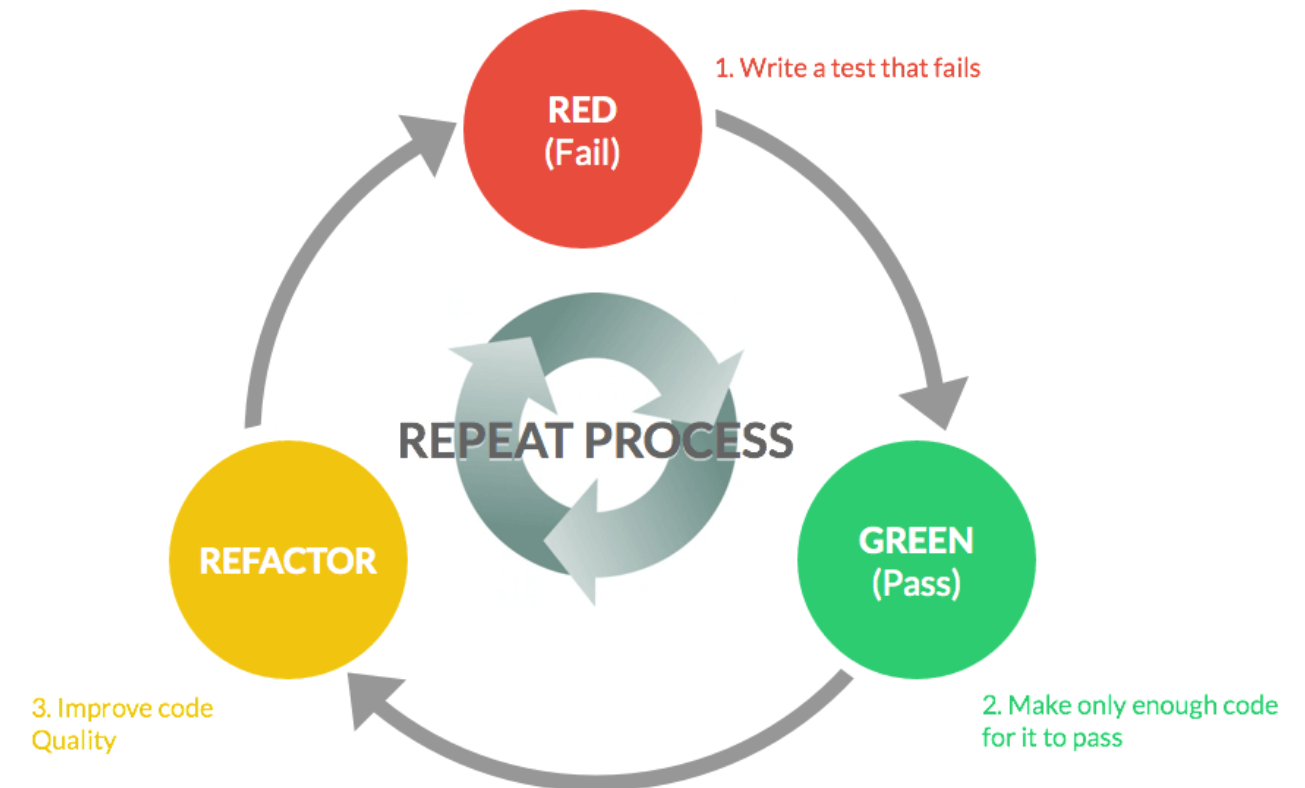 1. Write a test that fails
RED
(Fail)
REPEAT PROCESS
GREEN
(Pass)
2. Make only enough code
for it to pass
REFACTOR
3. Improve code
Quality